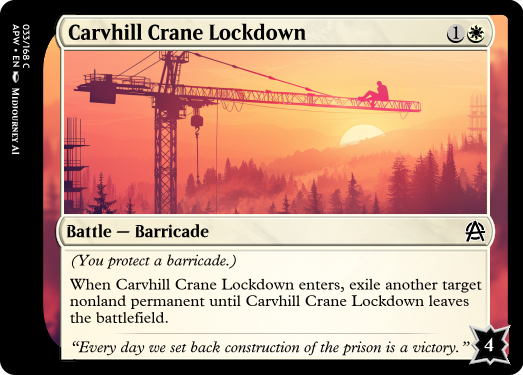 Carvhill Crane Lockdown 1
Battle — Barricade
(You protect a barricade.)
When Carvhill Crane Lockdown enters, exile another target
nonland permanent until Carvhill Crane Lockdown leaves
the battlefield.
“Every day we set back construction of the prison is a victory.”
4
033/168 C
APW • EN MIDJOURNEY AI